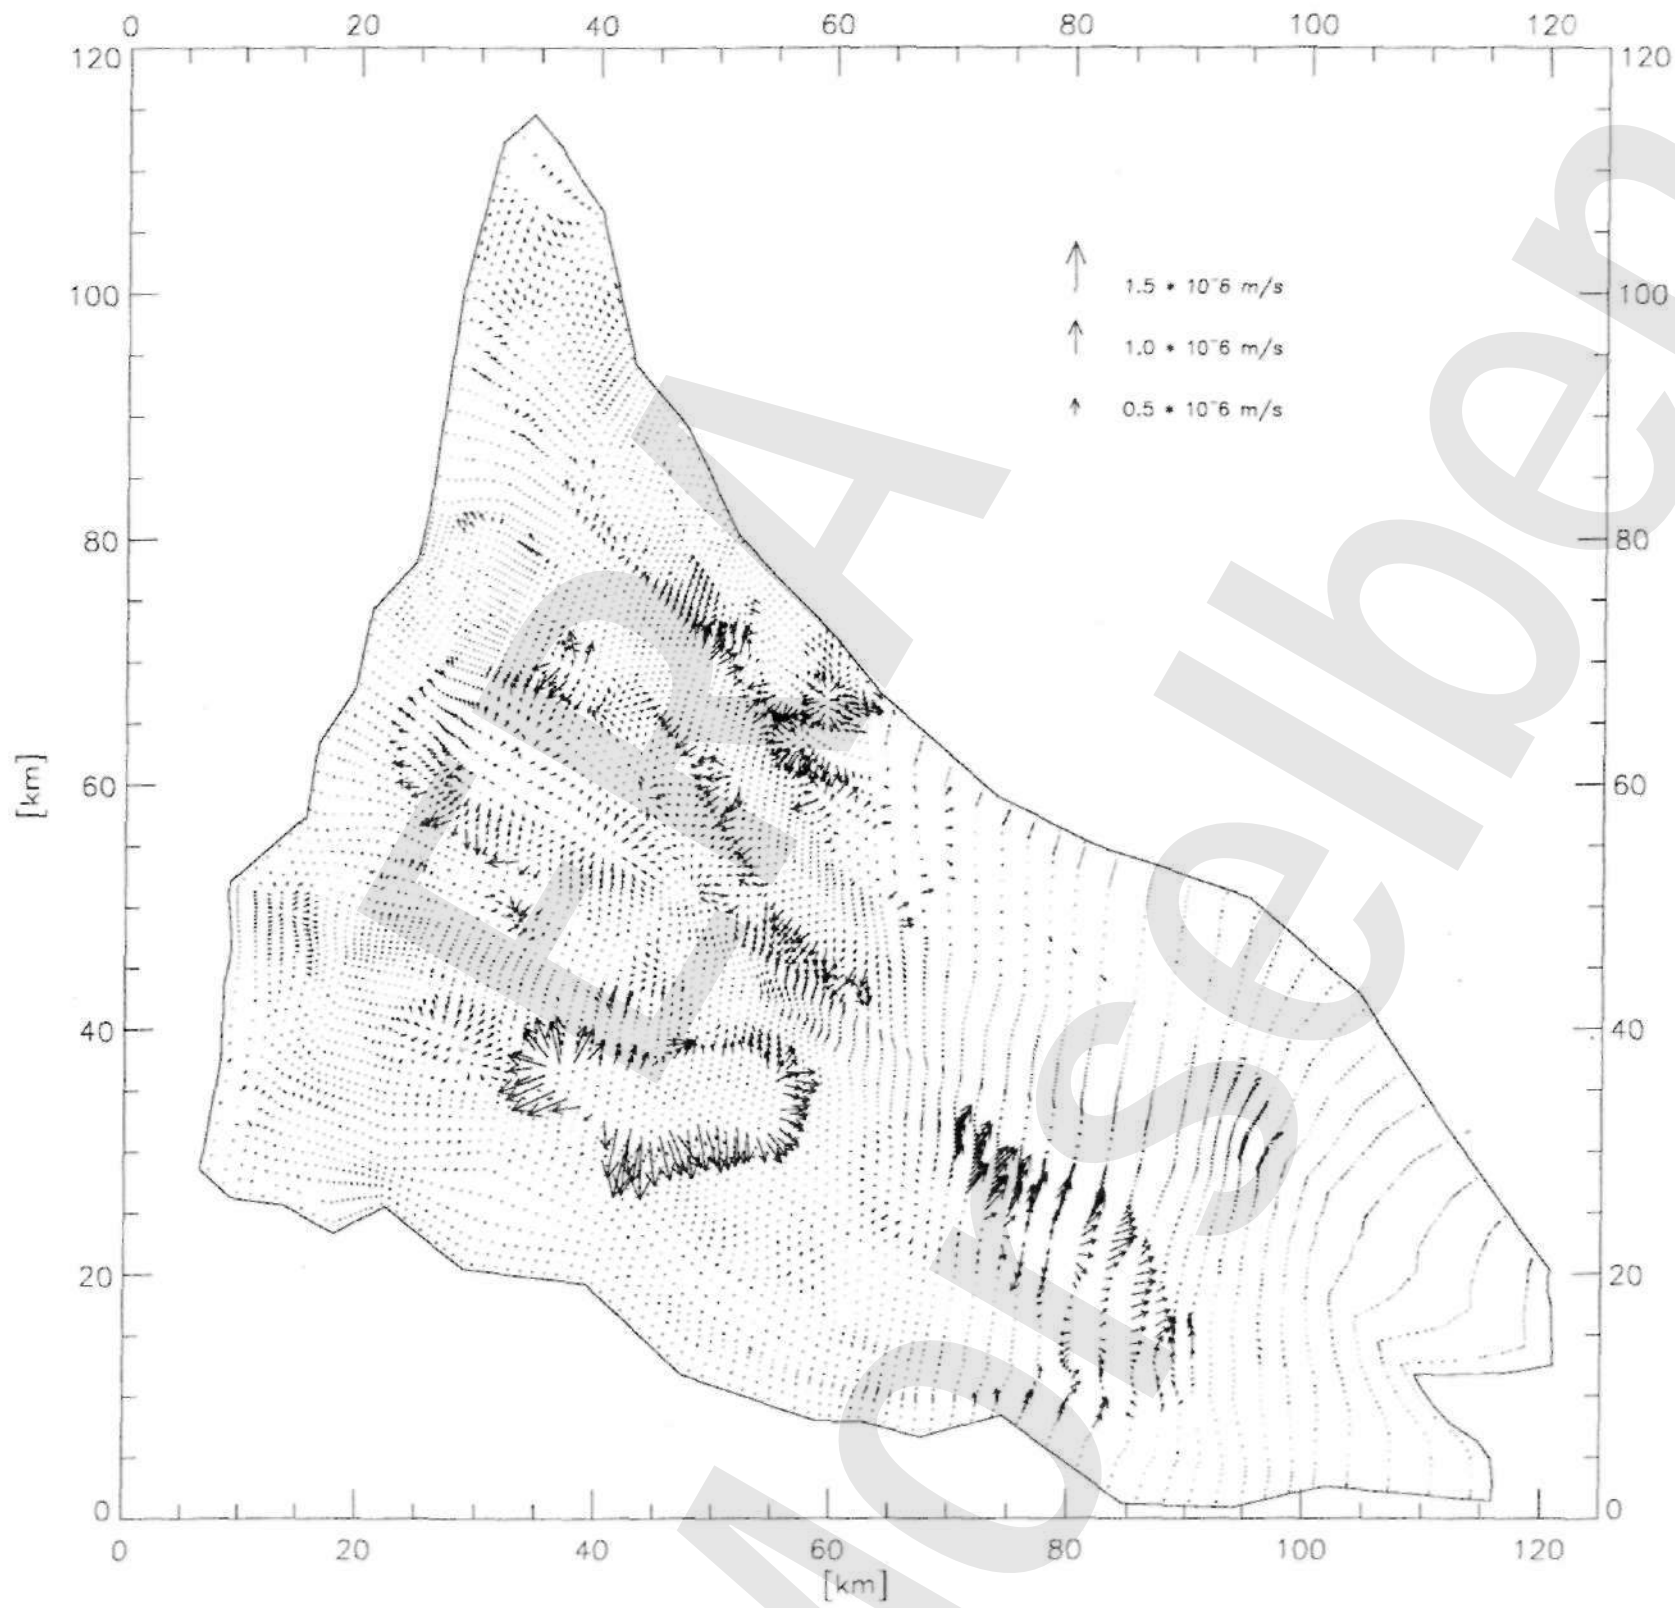 0 20 40 60 80 100 120
120 120
100 100
80 80
60 60
40 40
20 20
0 0
1.5 * 10⁻6 m/s
1.0 * 10⁻6 m/s
0.5 * 10⁻6 m/s
[km]
0 20 40 60 80 100 120
[km]
ERA
Morsleben